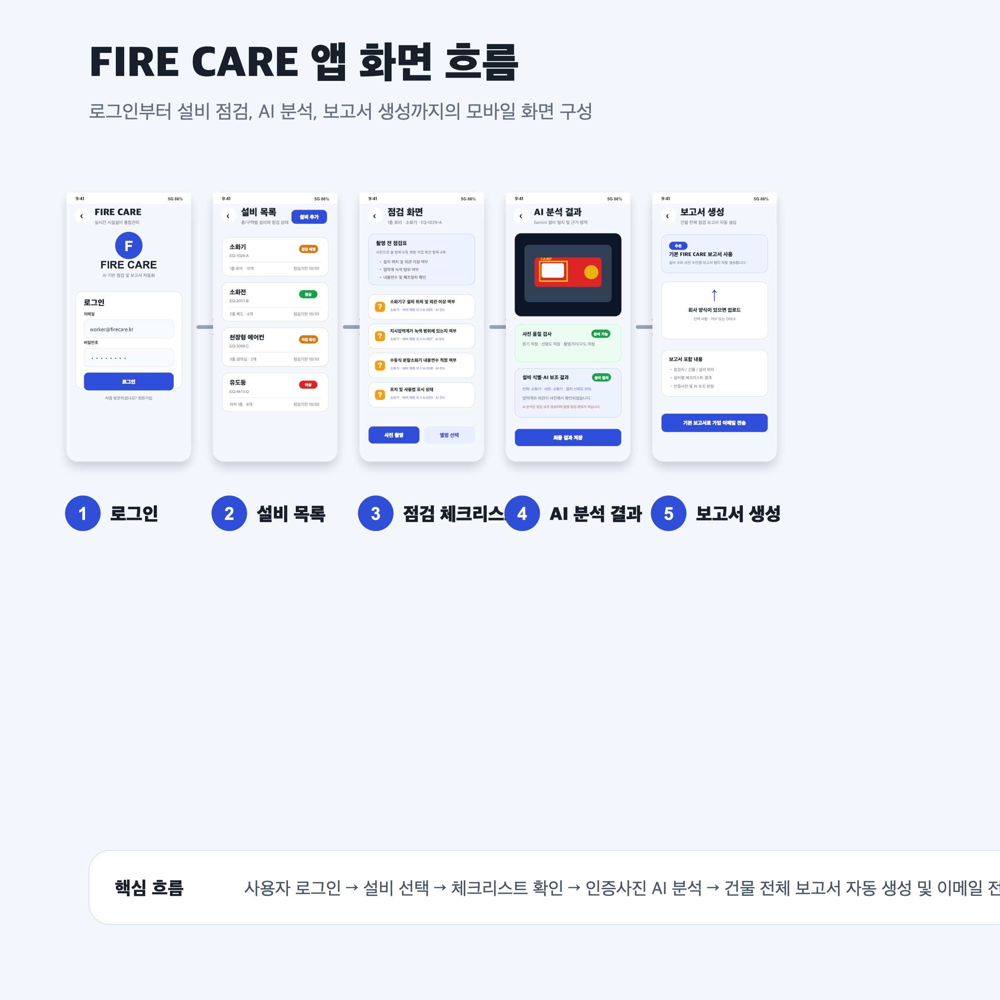 FIRE CARE 앱 화면 흐름
로그인부터 설비 점검, AI 분석, 보고서 생성까지의 모바일 화면 구성
9:41
5G 86%
‹
FIRE CARE
실시간 시설설비 통합관리
F
FIRE CARE
AI 기반 점검 및 보고서 자동화
로그인
이메일
worker@firecare.kr
비밀번호
• • • • • • • •
로그인
처음 방문하셨나요? 회원가입
9:41
5G 86%
‹
설비 목록
층/구역별 설비와 점검 상태
설비 추가
소화기
점검 예정
EQ-1029-A
1층 로비 · 10개
점검기한 10/30
소화전
정상
EQ-2031-B
2층 복도 · 4개
점검기한 10/30
천장형 에어컨
직접 확인
EQ-3099-C
3층 강의실 · 2개
점검기한 10/30
유도등
이상
EQ-4410-D
지하 1층 · 8개
점검기한 10/30
9:41
5G 86%
‹
점검 화면
1층 로비 · 소화기 · EQ-1029-A
촬영 전 점검표
사진으로 볼 항목 6개, 현장 직접 확인 항목 4개
• 설치 위치 및 외관 이상 여부
• 압력계 녹색 범위 여부
• 내용연수 및 제조일자 확인
?
소화기구 설치 위치 및 외관 이상 여부
소화기 · 서버 매핑 ID 1-A-006 · AI 0%
?
지시압력계가 녹색 범위에 있는지 여부
소화기 · 서버 매핑 ID 1-A-007 · AI 0%
?
수동식 분말소화기 내용연수 적정 여부
소화기 · 서버 매핑 ID 1-A-008 · AI 0%
?
표지 및 사용법 표시 상태
소화기 · 서버 매핑 ID 1-A-009 · AI 0%
사진 촬영
앨범 선택
9:41
5G 86%
‹
AI 분석 결과
Gemini 설비 일치 및 근거 영역
1-A-007
사진 품질 검사
분석 가능
밝기 적정 · 선명도 적정 · 촬영거리/구도 적정
설비 식별·AI 보조 결과
설비 일치
선택: 소화기 · 사진: 소화기 · 일치 신뢰도 91%
압력계와 외관이 사진에서 확인되었습니다.
AI 분석은 점검 보조 정보이며 법정 점검 완료가 아닙니다.
최종 결과 저장
9:41
5G 86%
‹
보고서 생성
건물 전체 점검 보고서 자동 생성
추천
기본 FIRE CARE 보고서 사용
설비 수와 사진 수만큼 보고서 행이 자동 생성됩니다.
↑
회사 양식이 있으면 업로드
선택 사항 · PDF 또는 DOCX
보고서 포함 내용
• 점검자 / 건물 / 설비 위치
• 설비별 체크리스트 결과
• 인증사진 및 AI 보조 판정
기본 보고서로 가입 이메일 전송
1 로그인
2 설비 목록
3 점검 체크리스
4 AI 분석 결과
5 보고서 생성
핵심 흐름
사용자 로그인 → 설비 선택 → 체크리스트 확인 → 인증사진 AI 분석 → 건물 전체 보고서 자동 생성 및 이메일 전